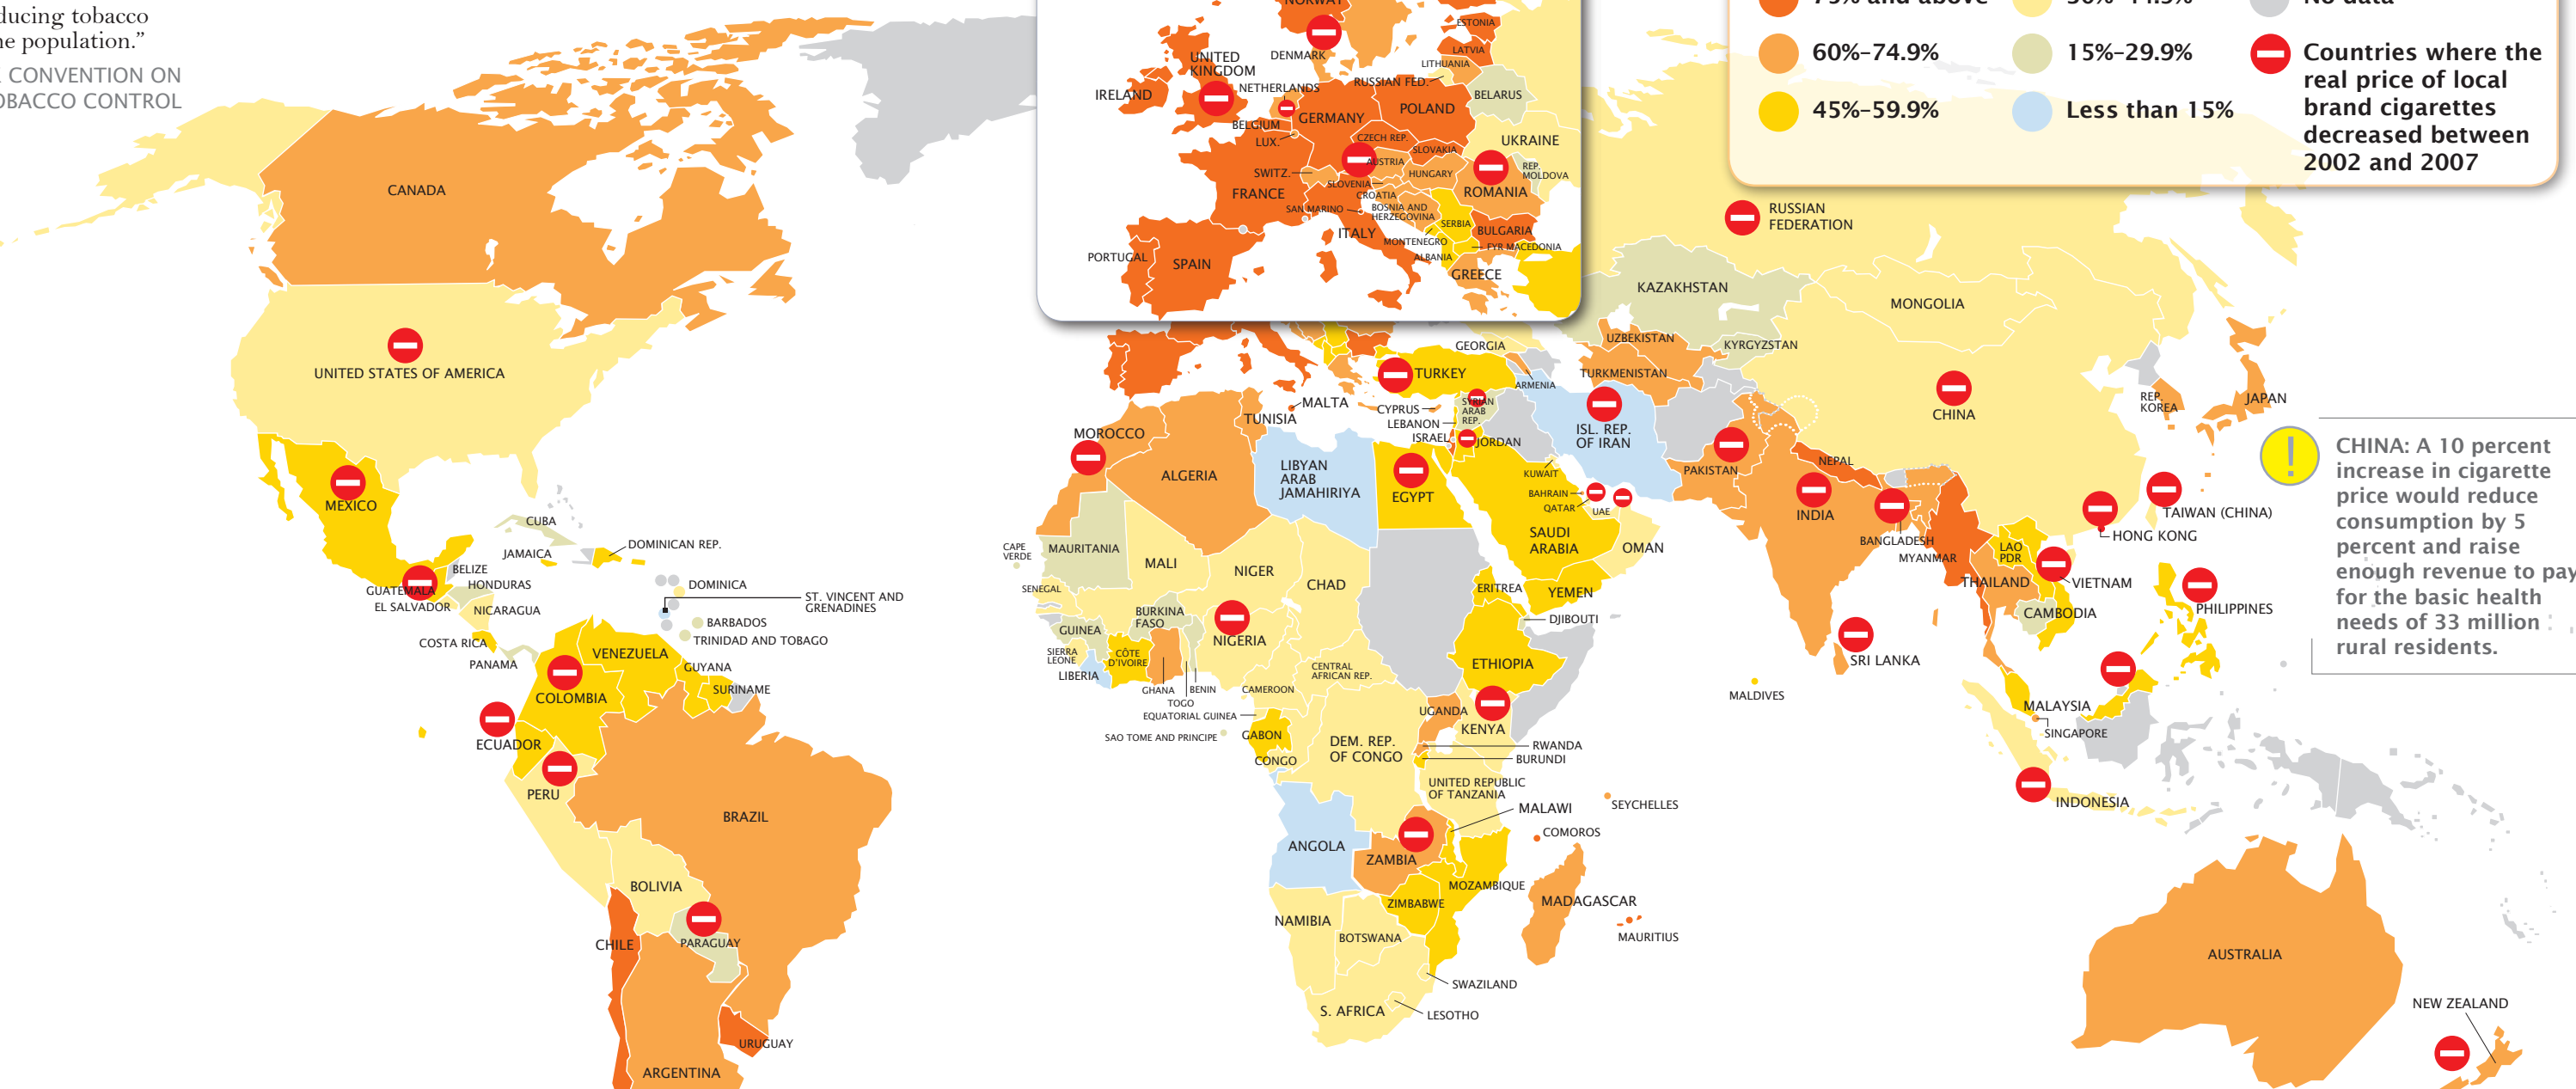 ducing tobacco
ne population.”
CONVENTION ON
OBACCO CONTROL
NORWAY
ESTONIA
LATVIA
LITHUANIA
DENMARK
UNITED
KINGDOM
NETHERLANDS
RUSSIAN FED.
BELARUS
IRELAND
POLAND
GERMANY
BELGIUM
LUX.
CZECH REP.
UKRAINE
SLOVAKIA
AUSTRIA
SWITZ.
HUNGARY
REP.
MOLDOVA
SLOVENIA
FRANCE
CROATIA
ROMANIA
SAN MARINO
BOSNIA AND
HERZEGOVINA
SERBIA
BULGARIA
ITALY
MONTENEGRO
FYR MACEDONIA
PORTUGAL
SPAIN
ALBANIA
GREECE
75% and above
30%–44.9%
No data
60%–74.9%
15%–29.9%
45%–59.9%
Less than 15%
Countries where the
real price of local
brand cigarettes
decreased between
2002 and 2007
CANADA
UNITED STATES OF AMERICA
MEXICO
CUBA
JAMAICA
DOMINICAN REP.
BELIZE
GUATEMALA
HONDURAS
EL SALVADOR
NICARAGUA
DOMINICA
ST. VINCENT AND
GRENADINES
BARBADOS
TRINIDAD AND TOBAGO
COSTA RICA
PANAMA
VENEZUELA
GUYANA
SURINAME
COLOMBIA
ECUADOR
PERU
BRAZIL
BOLIVIA
PARAGUAY
CHILE
URUGUAY
ARGENTINA
RUSSIAN
FEDERATION
KAZAKHSTAN
MONGOLIA
GEORGIA
UZBEKISTAN
KYRGYZSTAN
TURKEY
ARMENIA
TURKMENISTAN
MALTA
TUNISIA
CYPRUS
SYRIAN
ARAB
REP.
LEBANON
ISRAEL
JORDAN
ISL. REP.
OF IRAN
CHINA
REP.
KOREA
JAPAN
MOROCCO
ALGERIA
LIBYAN
ARAB
JAMAHIRIYA
EGYPT
KUWAIT
BAHRAIN
QATAR
UAE
PAKISTAN
NEPAL
INDIA
BANGLADESH
MYANMAR
TAIWAN (CHINA)
HONG KONG
SAUDI
ARABIA
OMAN
YEMEN
LAO
PDR
THAILAND
VIETNAM
CAMBODIA
PHILIPPINES
CAPE
VERDE
MAURITANIA
MALI
NIGER
CHAD
ERITREA
DJIBOUTI
SENEGAL
GUINEA
BURKINA
FASO
NIGERIA
SIERRA
LEONE
CÔTE
D'IVOIRE
LIBERIA
GHANA
TOGO
BENIN
CENTRAL
AFRICAN REP.
CAMEROON
ETHIOPIA
SRI LANKA
MALDIVES
MALAYSIA
SINGAPORE
INDONESIA
EQUATORIAL GUINEA
SAO TOME AND PRINCIPE
GABON
CONGO
DEM. REP.
OF CONGO
UGANDA
KENYA
RWANDA
BURUNDI
UNITED REPUBLIC
OF TANZANIA
MALAWI
SEYCHELLES
COMOROS
ANGOLA
ZAMBIA
MOZAMBIQUE
ZIMBABWE
MADAGASCAR
MAURITIUS
NAMIBIA
BOTSWANA
SWAZILAND
S. AFRICA
LESOTHO
AUSTRALIA
NEW ZEALAND
CHINA: A 10 percent
increase in cigarette
price would reduce
consumption by 5
percent and raise
enough revenue to pay
for the basic health
needs of 33 million
rural residents.